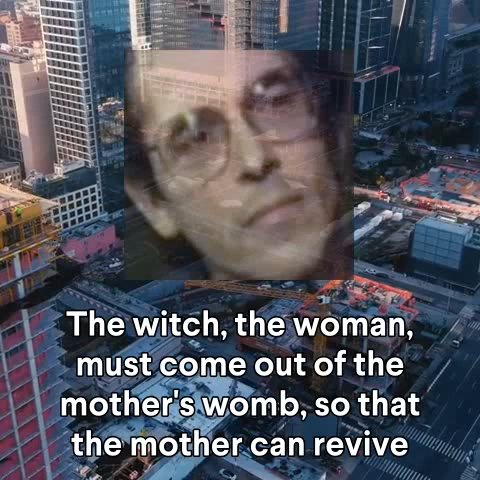 The witch, the woman,
must come out of the
mother's womb, so that
the mother can revive